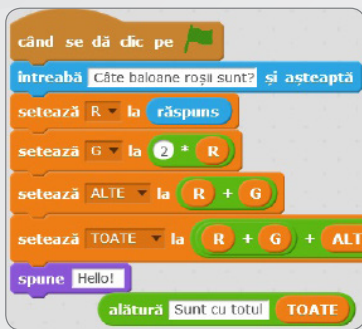 când se dă clic pe
întreabă Câte baloane roșii sunt? și așteaptă
setează R la răspuns
setează G la 2 * R
setează ALTE la R + G
setează TOATE la R + G + ALT
spune Hello!
alătură Sunt cu totul TOATE